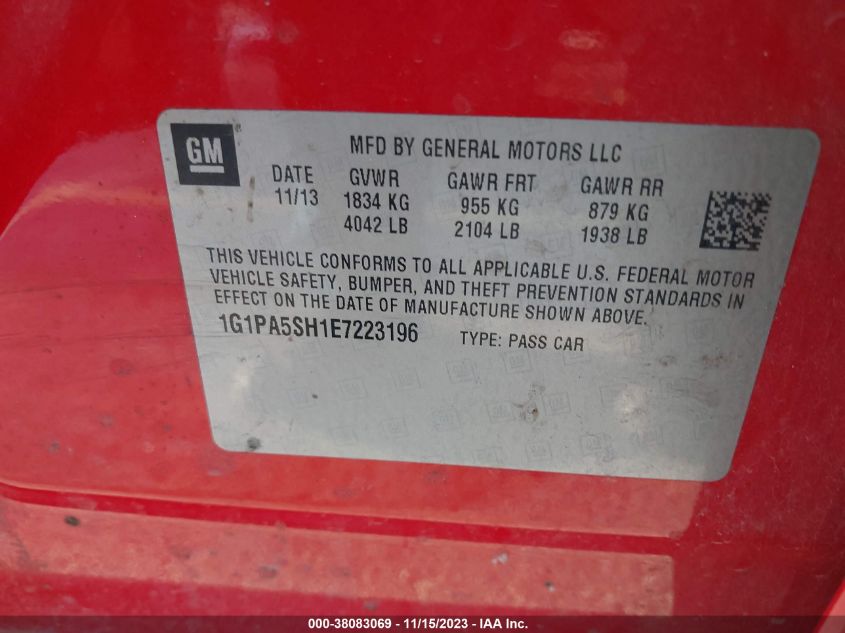 GM
MFD BY GENERAL MOTORS LLC
DATE GVWR GAWR FRT GAWR RR
11/13 1834 KG 955 KG 879 KG
4042 LB 2104 LB 1938 LB
THIS VEHICLE CONFORMS TO ALL APPLICABLE U.S. FEDERAL MOTOR
VEHICLE SAFETY, BUMPER, AND THEFT PREVENTION STANDARDS IN
EFFECT ON THE DATE OF MANUFACTURE SHOWN ABOVE.
1G1PA5SH1E7223196 TYPE: PASS CAR
000-38083069 - 11/15/2023 - IAA Inc.